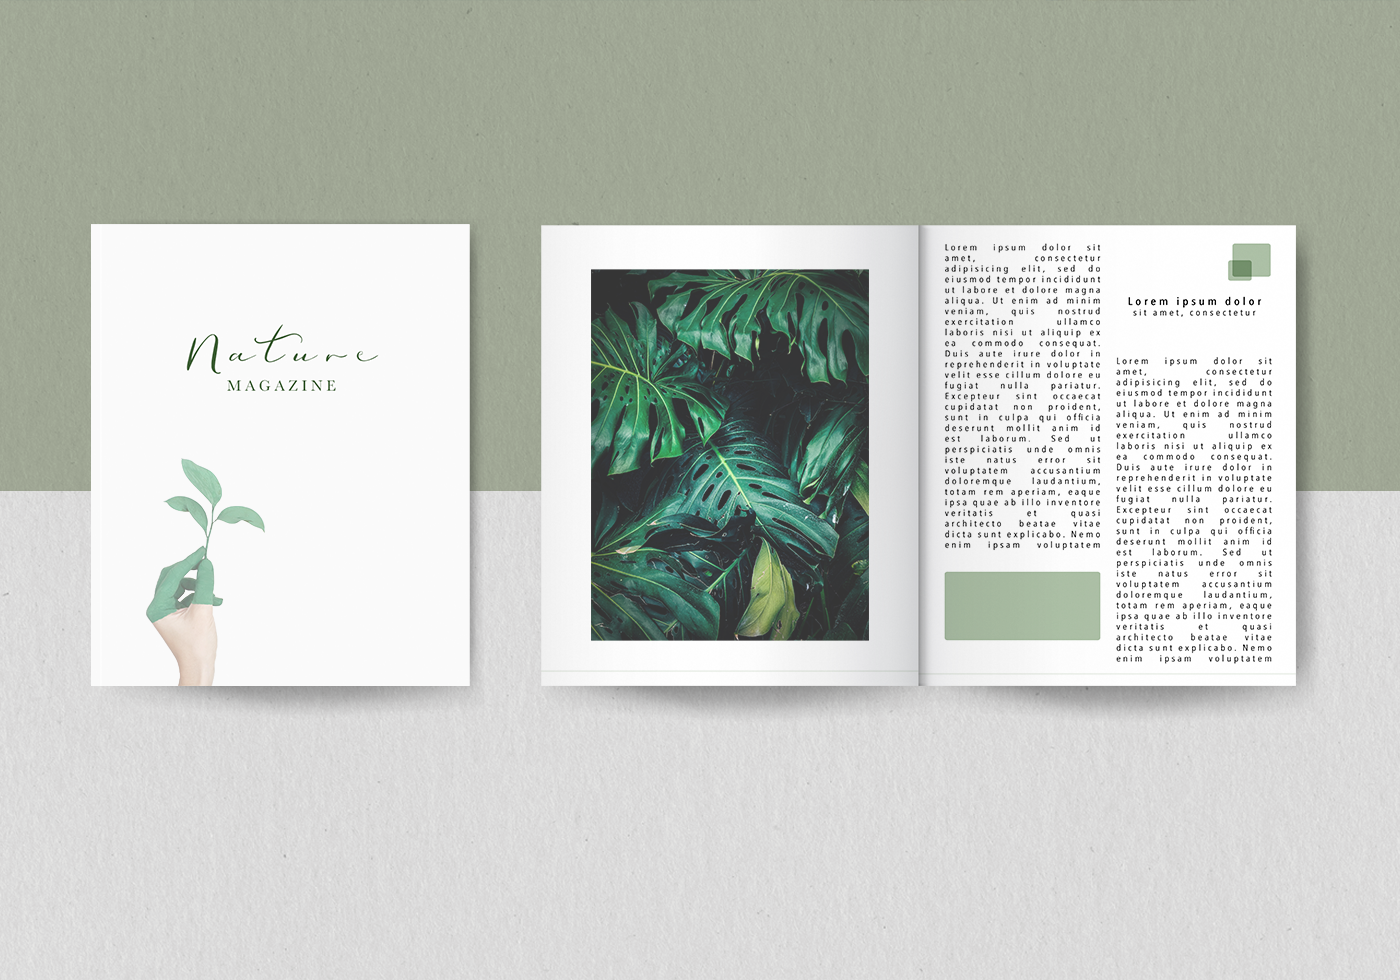 Nature
MAGAZINE
Lorem ipsum dolor sit
amet, consectetur
adipisicing elit, sed do
eiusmod tempor incididunt
ut labore et dolore magna
aliqua. Ut enim ad minim
veniam, quis nostrud
exercitation ullamco
laboris nisi ut aliquip ex
ea commodo consequat.
Duis aute irure dolor in
reprehenderit in voluptate
velit esse cillum dolore eu
fugiat nulla pariatur.
Excepteur sint occaecat
cupidatat non proident,
sunt in culpa qui officia
deserunt mollit anim id
est laborum. Sed ut
perspiciatis unde omnis
iste natus error sit
voluptatem accusantium
doloremque laudantium,
totam rem aperiam, eaque
ipsa quae ab illo inventore
veritatis et quasi
architecto beatae vitae
dicta sunt explicabo. Nemo
enim ipsam voluptatem
Lorem ipsum dolor
sit amet, consectetur
Lorem ipsum dolor sit
amet, consectetur
adipisicing elit, sed do
eiusmod tempor incididunt
ut labore et dolore magna
aliqua. Ut enim ad minim
veniam, quis nostrud
exercitation ullamco
laboris nisi ut aliquip ex
ea commodo consequat.
Duis aute irure dolor in
reprehenderit in voluptate
velit esse cillum dolore eu
fugiat nulla pariatur.
Excepteur sint occaecat
cupidatat non proident,
sunt in culpa qui officia
deserunt mollit anim id
est laborum. Sed ut
perspiciatis unde omnis
iste natus error sit
voluptatem accusantium
doloremque laudantium,
totam rem aperiam, eaque
ipsa quae ab illo inventore
veritatis et quasi
architecto beatae vitae
dicta sunt explicabo. Nemo
enim ipsam voluptatem